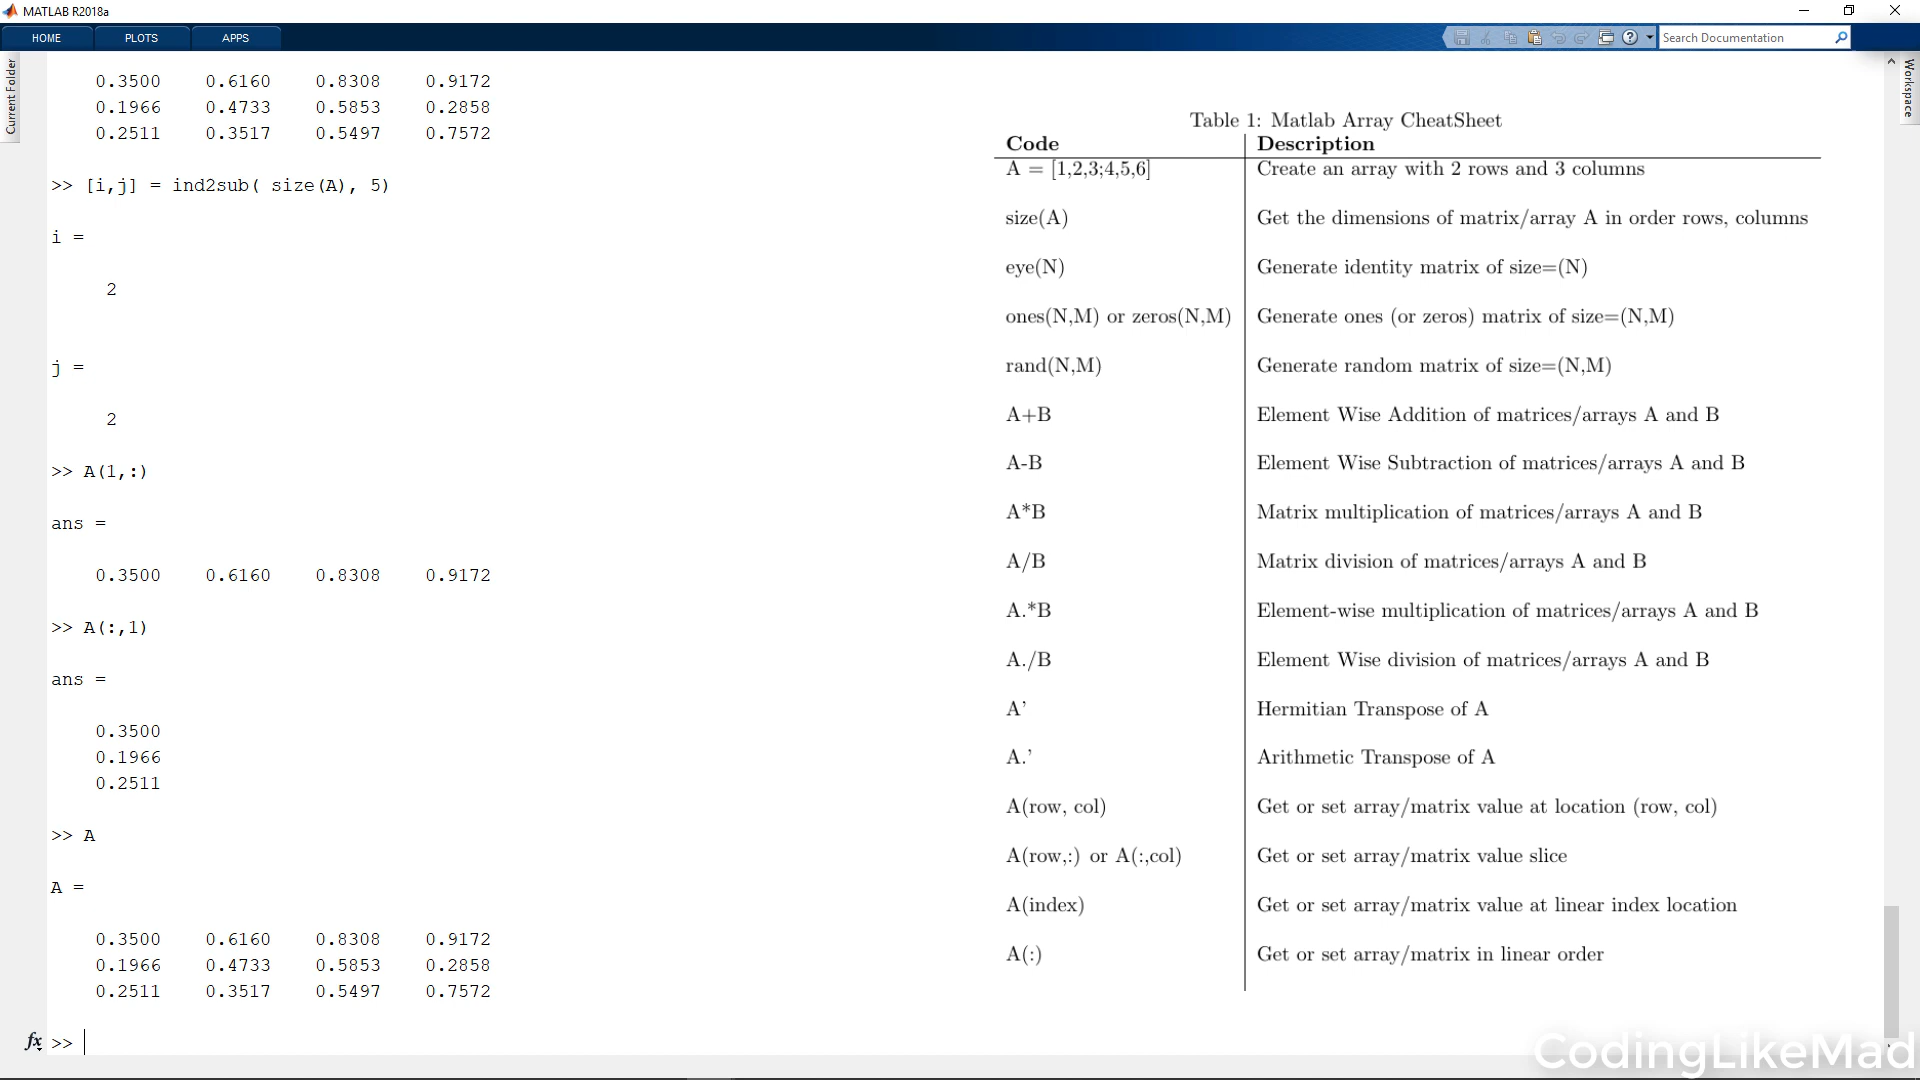 MATLAB R2018a
HOME PLOTS APPS
Search Documentation
Current Folder
Workspace
0.3500 0.6160 0.8308 0.9172
0.1966 0.4733 0.5853 0.2858
0.2511 0.3517 0.5497 0.7572
>> [i,j] = ind2sub( size(A), 5)
i =
2
j =
2
>> A(1,:)
ans =
0.3500 0.6160 0.8308 0.9172
>> A(:,1)
ans =
0.3500
0.1966
0.2511
>> A
A =
0.3500 0.6160 0.8308 0.9172
0.1966 0.4733 0.5853 0.2858
0.2511 0.3517 0.5497 0.7572
fx >>
Table 1: Matlab Array CheatSheet
Code Description
A = [1,2,3;4,5,6] Create an array with 2 rows and 3 columns
size(A) Get the dimensions of matrix/array A in order rows, columns
eye(N) Generate identity matrix of size=(N)
ones(N,M) or zeros(N,M) Generate ones (or zeros) matrix of size=(N,M)
rand(N,M) Generate random matrix of size=(N,M)
A+B Element Wise Addition of matrices/arrays A and B
A-B Element Wise Subtraction of matrices/arrays A and B
A*B Matrix multiplication of matrices/arrays A and B
A/B Matrix division of matrices/arrays A and B
A.*B Element-wise multiplication of matrices/arrays A and B
A./B Element Wise division of matrices/arrays A and B
A’ Hermitian Transpose of A
A.’ Arithmetic Transpose of A
A(row, col) Get or set array/matrix value at location (row, col)
A(row,:) or A(:,col) Get or set array/matrix value slice
A(index) Get or set array/matrix value at linear index location
A(:) Get or set array/matrix in linear order
CodingLikeMad